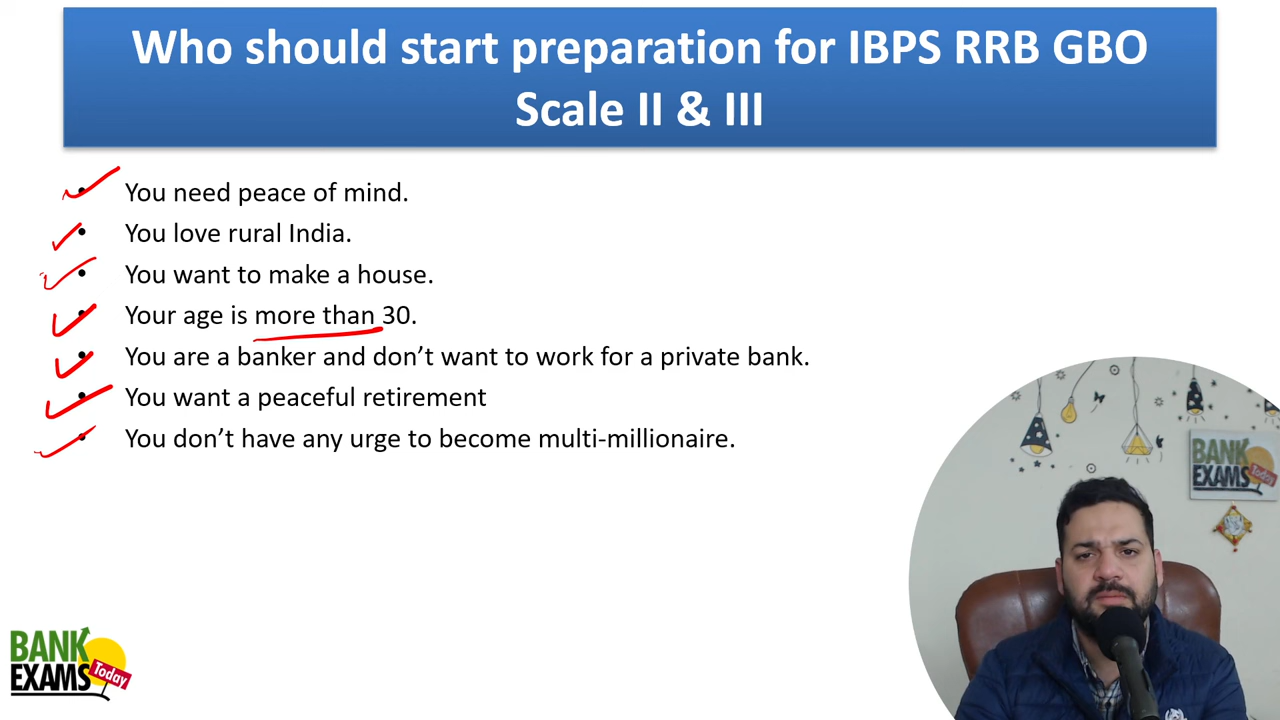 Who should start preparation for IBPS RRB GBO
Scale II & III
• You need peace of mind.
• You love rural India.
• You want to make a house.
• Your age is more than 30.
• You are a banker and don’t want to work for a private bank.
• You want a peaceful retirement
• You don’t have any urge to become multi-millionaire.
BANK
EXAMS
Today
BANK
EXAMS
Today